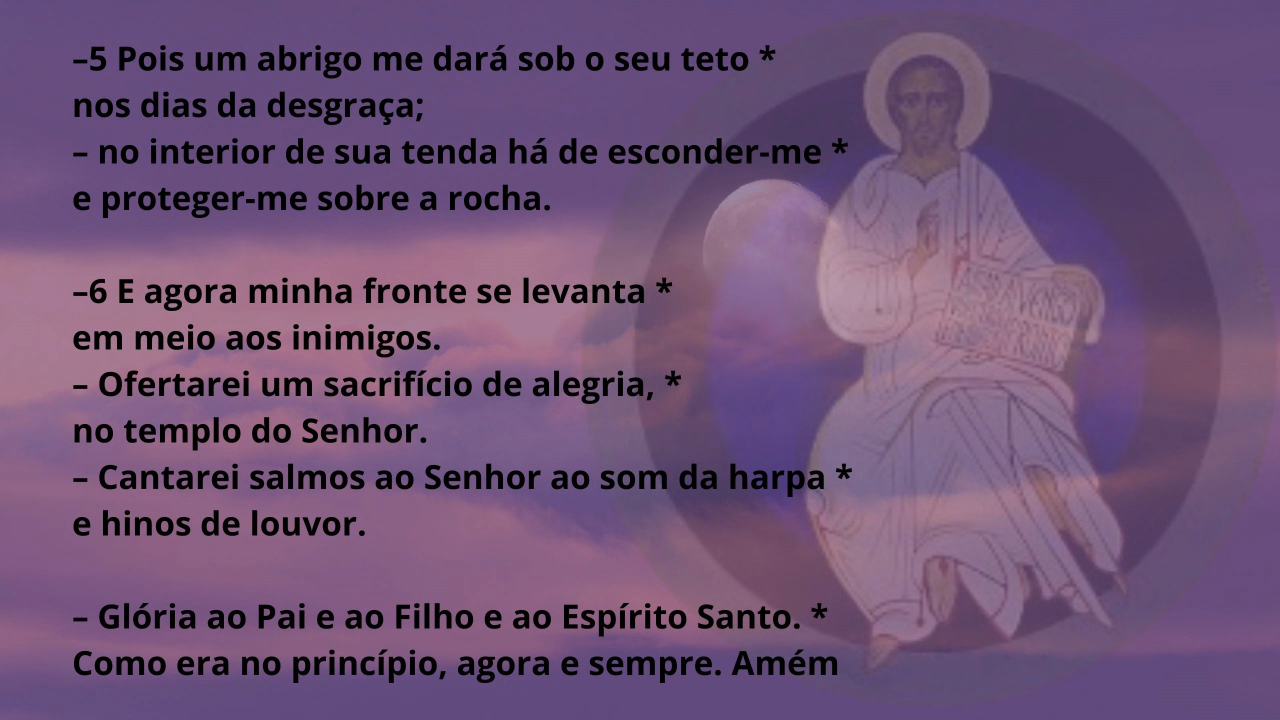 –5 Pois um abrigo me dará sob o seu teto *
nos dias da desgraça;
– no interior de sua tenda há de esconder-me *
e proteger-me sobre a rocha.
–6 E agora minha fronte se levanta *
em meio aos inimigos.
– Ofertarei um sacrifício de alegria, *
no templo do Senhor.
– Cantarei salmos ao Senhor ao som da harpa *
e hinos de louvor.
– Glória ao Pai e ao Filho e ao Espírito Santo. *
Como era no princípio, agora e sempre. Amém